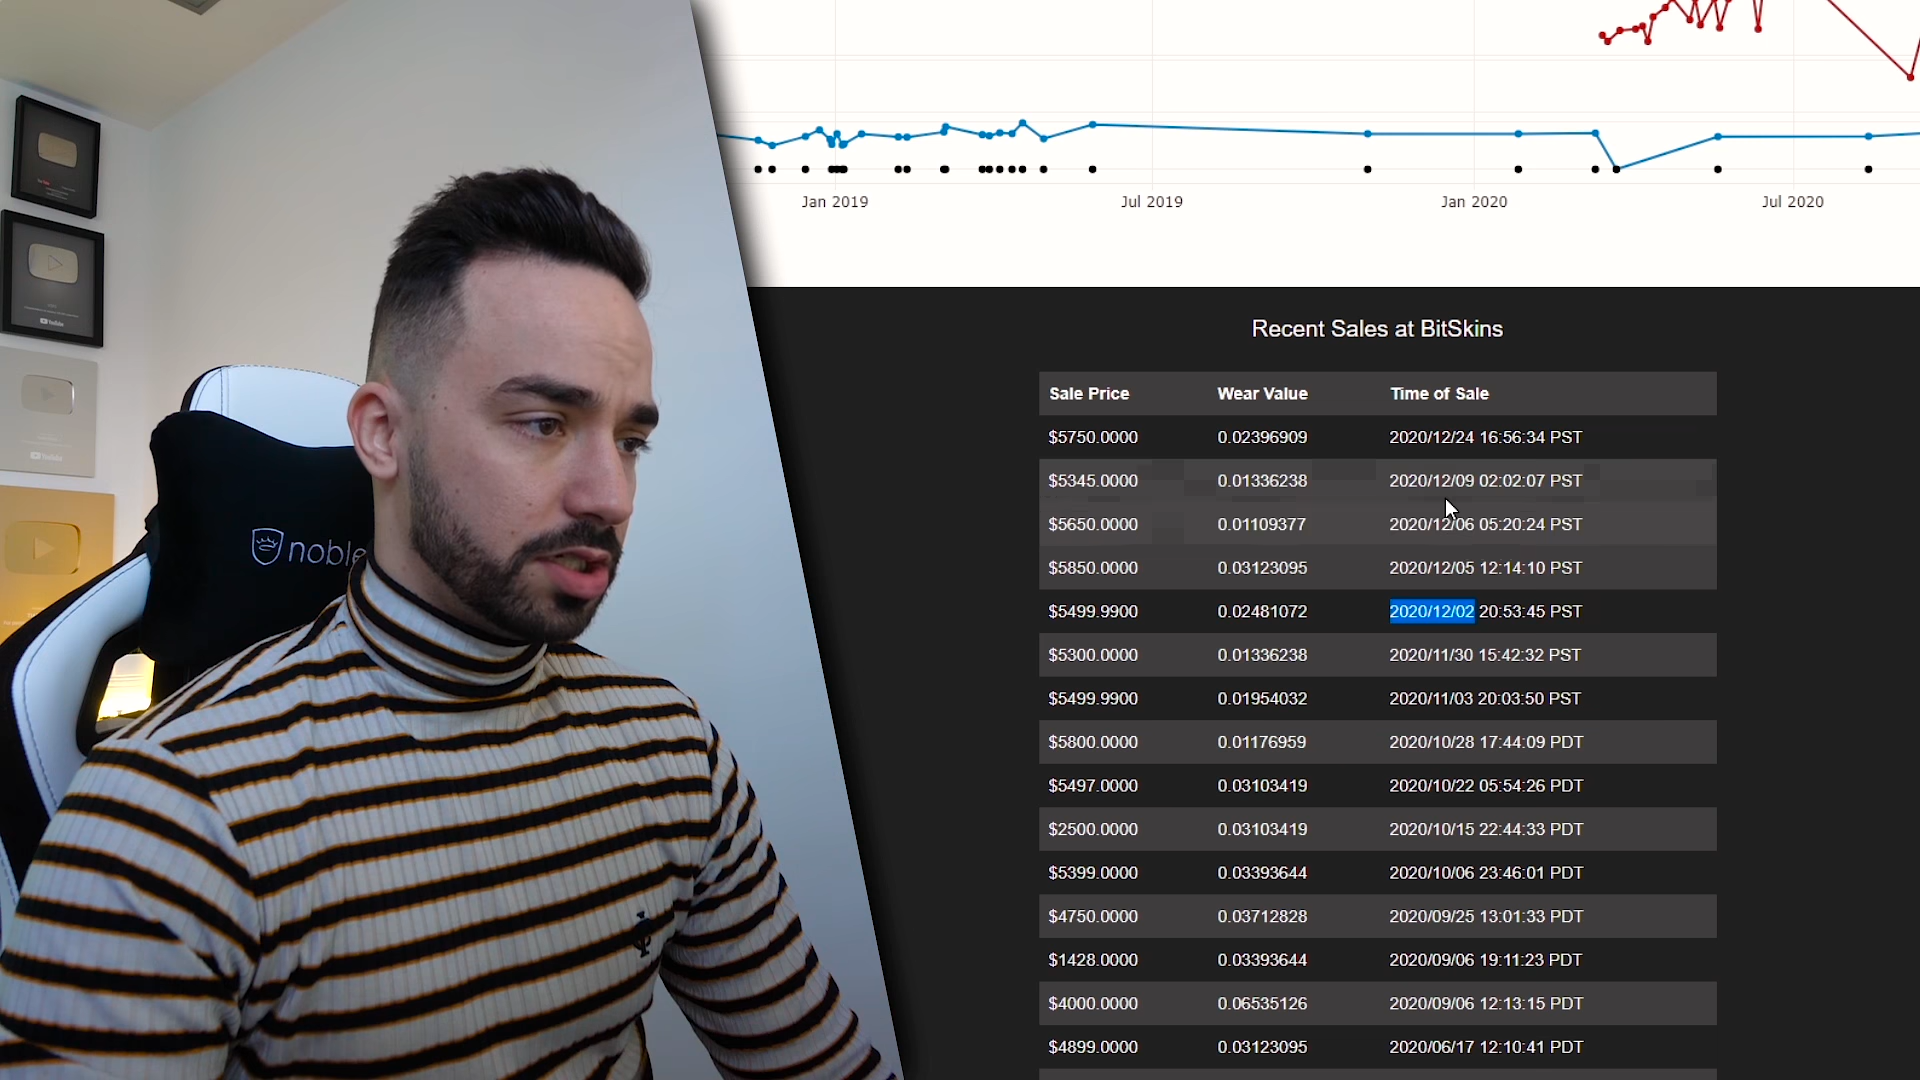 Jan 2019 Jul 2019 Jan 2020 Jul 2020
Recent Sales at BitSkins
Sale Price Wear Value Time of Sale
$5750.0000 0.02396909 2020/12/24 16:56:34 PST
$5345.0000 0.01336238 2020/12/09 02:02:07 PST
$5650.0000 0.01109377 2020/12/06 05:20:24 PST
$5850.0000 0.03123095 2020/12/05 12:14:10 PST
$5499.9900 0.02481072 2020/12/02 20:53:45 PST
$5300.0000 0.01336238 2020/11/30 15:42:32 PST
$5499.9900 0.01954032 2020/11/03 20:03:50 PST
$5800.0000 0.01176959 2020/10/28 17:44:09 PDT
$5497.0000 0.03103419 2020/10/22 05:54:26 PDT
$2500.0000 0.03103419 2020/10/15 22:44:33 PDT
$5399.0000 0.03393644 2020/10/06 23:46:01 PDT
$4750.0000 0.03712828 2020/09/25 13:01:33 PDT
$1428.0000 0.03393644 2020/09/06 19:11:23 PDT
$4000.0000 0.06535126 2020/09/06 12:13:15 PDT
$4899.0000 0.03123095 2020/06/17 12:10:41 PDT
noble
YouTube
YouTube